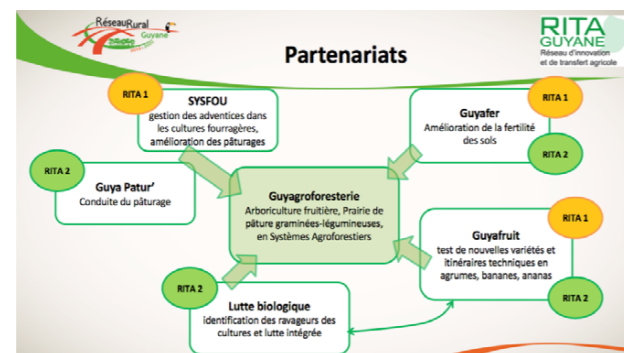 RéseauRural
Guyane
RITA
GUYANE
Réseau d'innovation
et de transfert agricole
Partenariats
RITA 1
SYSFOU
gestion des adventices dans
les cultures fourragères,
amélioration des pâturages
RITA 1
Guyafer
Amélioration de la fertilité
des sols
RITA 2
RITA 2
Guya Patur'
Conduite du pâturage
Guyagroforesterie
Arboriculture fruitière, Prairie de
pâture graminées-légumineuses,
en Systèmes Agroforestiers
RITA 1
Guyafruit
test de nouvelles variétés et
itinéraires techniques en
agrumes, bananes, ananas
RITA 2
RITA 2
Lutte biologique
identification des ravageurs des
cultures et lutte intégrée